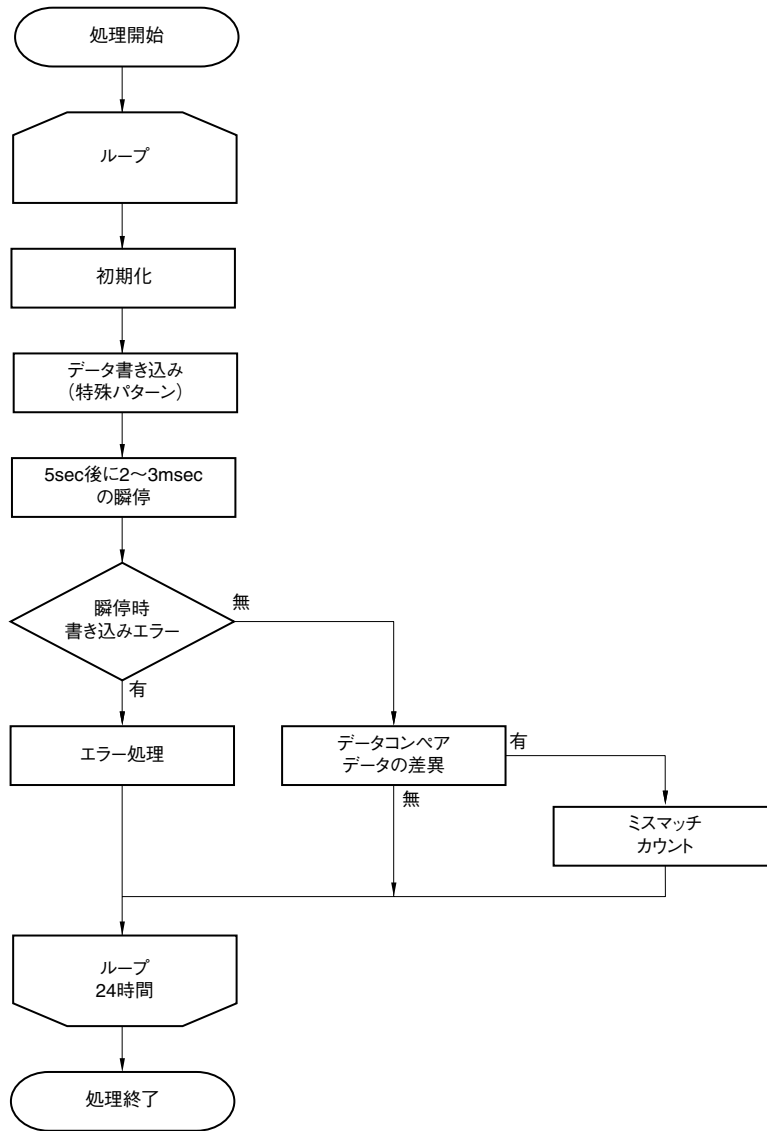 処理開始
ループ
初期化
データ書き込み
（特殊パターン）
5sec後に2～3msec
の瞬停
瞬停時
書き込みエラー
無
有
エラー処理
データコンペア
データの差異
有
無
ミスマッチ
カウント
ループ
24時間
処理終了